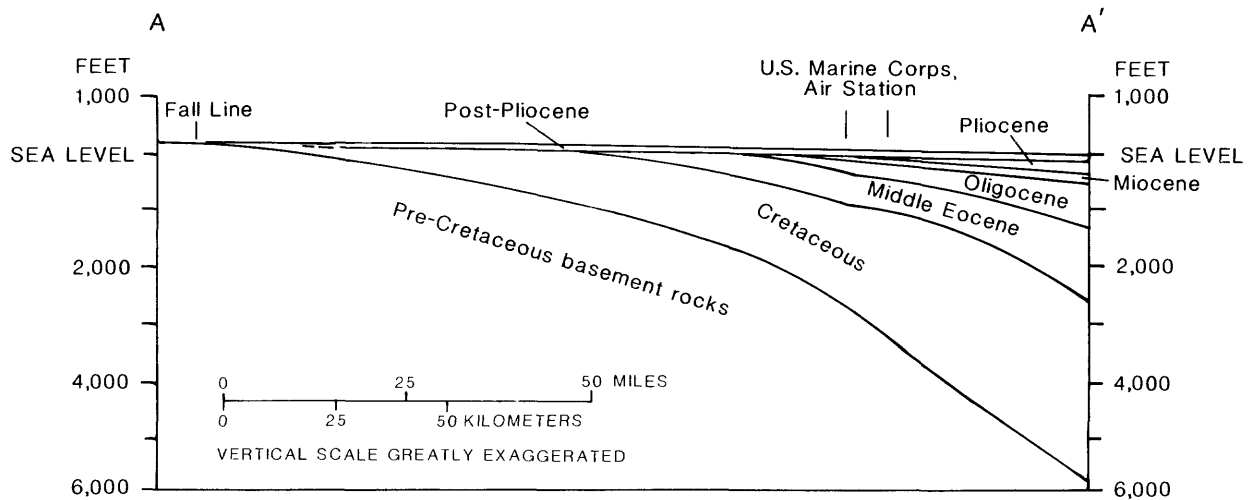 A
A'
FEET
U.S. Marine Corps,
Air Station
FEET
1,000
Fall Line
Post-Pliocene
Pliocene
1,000
SEA LEVEL
SEA LEVEL
Miocene
Oligocene
Middle Eocene
Cretaceous
Pre-Cretaceous basement rocks
2,000
2,000
0 25 50 MILES
4,000
4,000
0 25 50 KILOMETERS
VERTICAL SCALE GREATLY EXAGGERATED
6,000
6,000